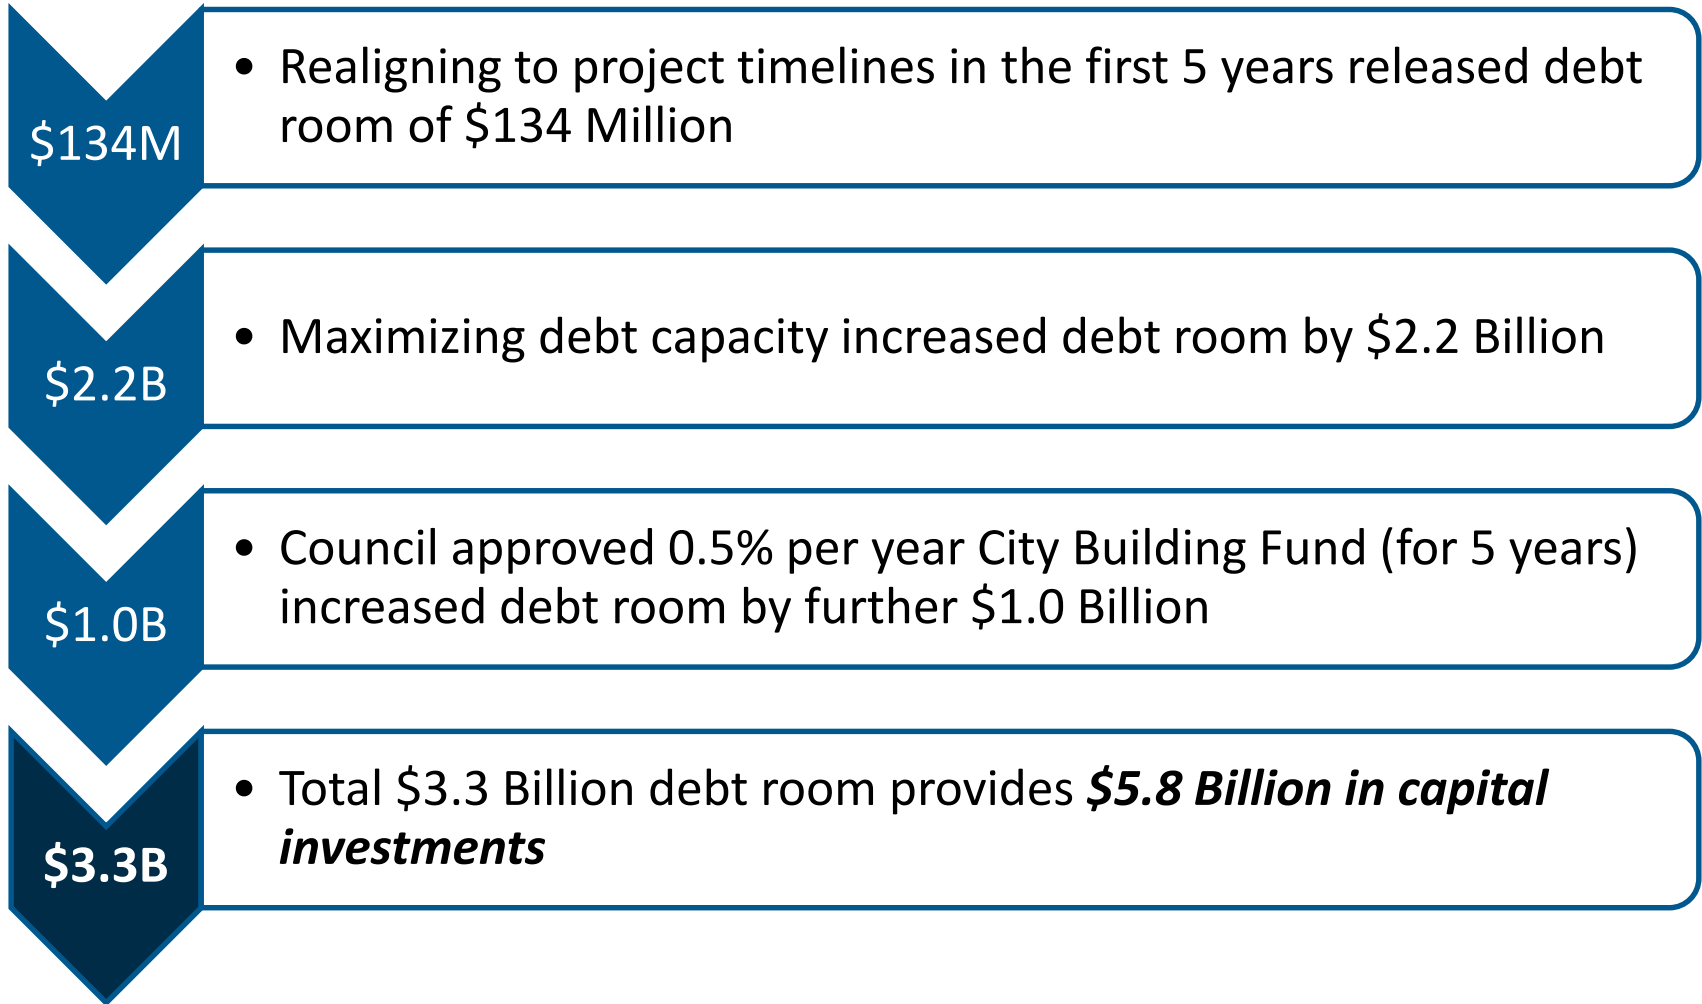 $134M
• Realigning to project timelines in the first 5 years released debt
room of $134 Million
$2.2B
• Maximizing debt capacity increased debt room by $2.2 Billion
$1.0B
• Council approved 0.5% per year City Building Fund (for 5 years)
increased debt room by further $1.0 Billion
$3.3B
• Total $3.3 Billion debt room provides $5.8 Billion in capital
investments